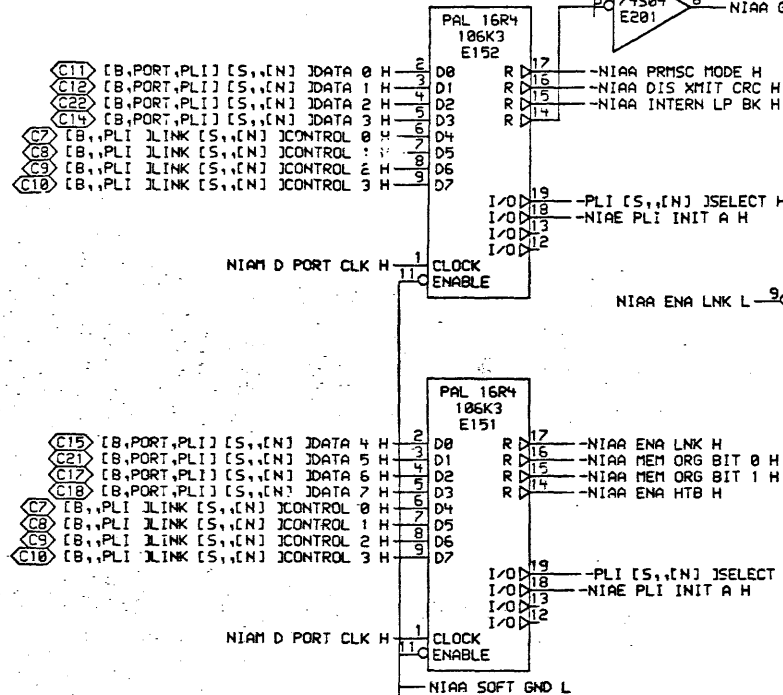 PAL 16R4
106K3
E152
74S04
E201
6
NIAA
C11 [B,PORT,PLI] [S,,[N] ]DATA 0 H 2 D0 R 17 -NIAA PRMSC MODE H
C12 [B,PORT,PLI] [S,,[N] ]DATA 1 H 3 D1 R 16 -NIAA DIS XMIT CRC H
C22 [B,PORT,PLI] [S,,[N] ]DATA 2 H 4 D2 R 15 -NIAA INTERN LP BK H
C14 [B,PORT,PLI] [S,,[N] ]DATA 3 H 5 D3 R 14
C7 [B,,PLI ]LINK [S,,[N] ]CONTROL 0 H 6 D4
C8 [B,,PLI ]LINK [S,,[N] ]CONTROL H 7 D5
C9 [B,,PLI ]LINK [S,,[N] ]CONTROL 2 H 8 D6
C10 [B,,PLI ]LINK [S,,[N] ]CONTROL 3 H 9 D7
I/O 19 -PLI [S,,[N] ]SELECT H
I/O 18 -NIAE PLI INIT A H
I/O 13
I/O 12
NIAM D PORT CLK H 1 CLOCK
11 ENABLE
NIAA ENA LNK L 9
PAL 16R4
106K3
E151
C15 [B,PORT,PLI] [S,,[N] ]DATA 4 H 2 D0 R 17 -NIAA ENA LNK H
C21 [B,PORT,PLI] [S,,[N] ]DATA 5 H 3 D1 R 16 -NIAA MEM ORG BIT 0 H
C17 [B,PORT,PLI] [S,,[N] ]DATA 6 H 4 D2 R 15 -NIAA MEM ORG BIT 1 H
C18 [B,PORT,PLI] [S,,[N] ]DATA 7 H 5 D3 R 14 -NIAA ENA HTB H
C7 [B,,PLI ]LINK [S,,[N] ]CONTROL 0 H 6 D4
C8 [B,,PLI ]LINK [S,,[N] ]CONTROL 1 H 7 D5
C9 [B,,PLI ]LINK [S,,[N] ]CONTROL 2 H 8 D6
C10 [B,,PLI ]LINK [S,,[N] ]CONTROL 3 H 9 D7
I/O 19 -PLI [S,,[N] ]SELECT
I/O 18 -NIAE PLI INIT A H
I/O 13
I/O 12
NIAM D PORT CLK H 1 CLOCK
11 ENABLE
NIAA SOFT GND L